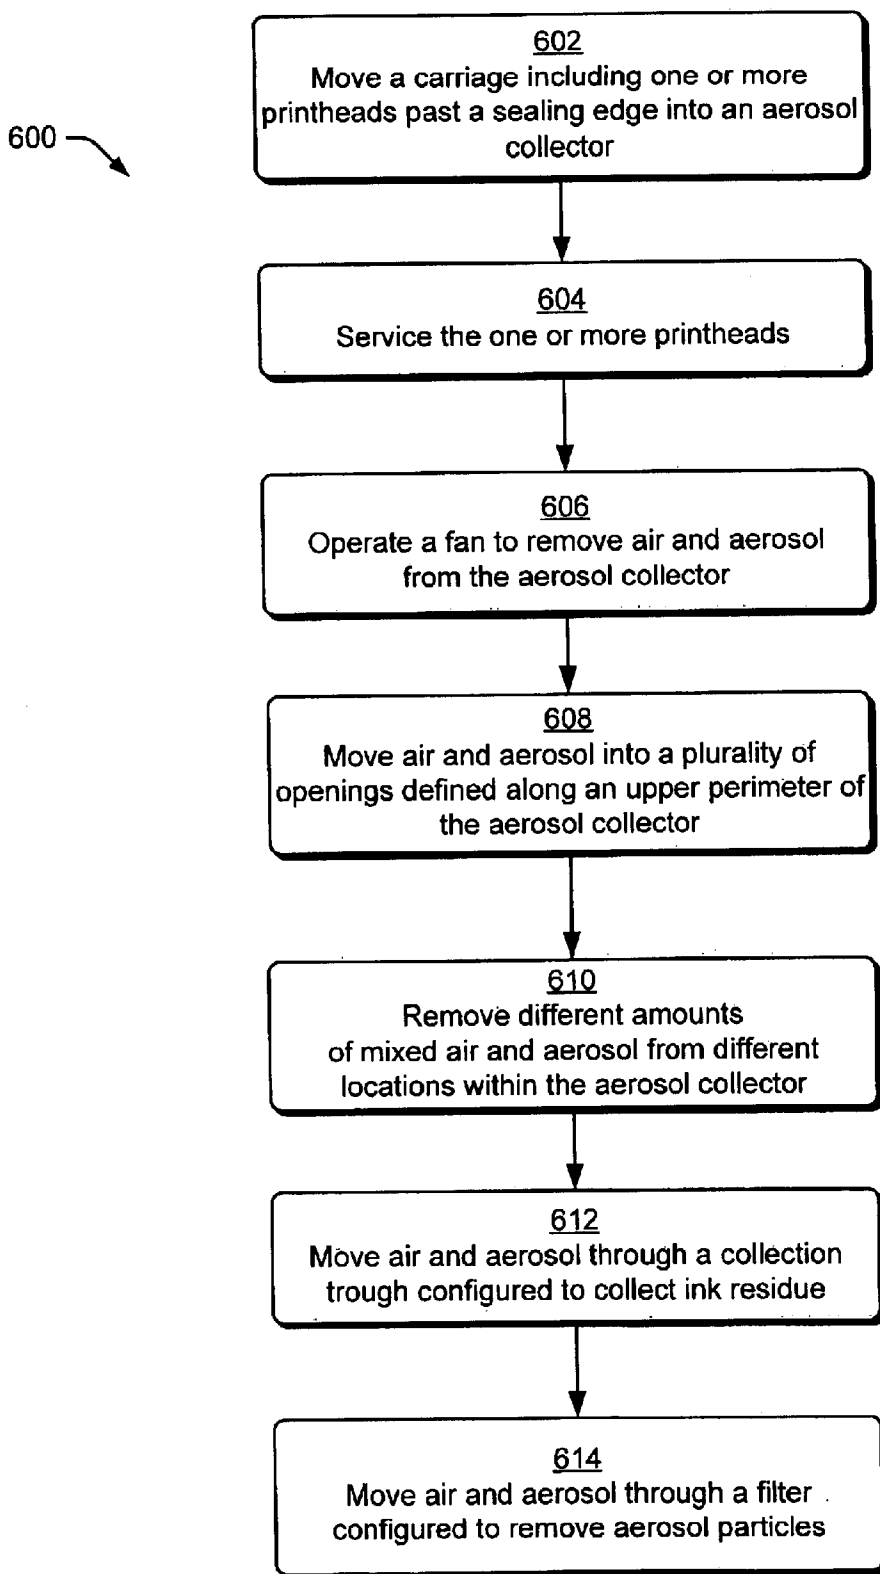 602
Move a carriage including one or more
printheads past a sealing edge into an aerosol
collector
600
604
Service the one or more printheads
606
Operate a fan to remove air and aerosol
from the aerosol collector
608
Move air and aerosol into a plurality of
openings defined along an upper perimeter of
the aerosol collector
610
Remove different amounts
of mixed air and aerosol from different
locations within the aerosol collector
612
Move air and aerosol through a collection
trough configured to collect ink residue
614
Move air and aerosol through a filter
configured to remove aerosol particles